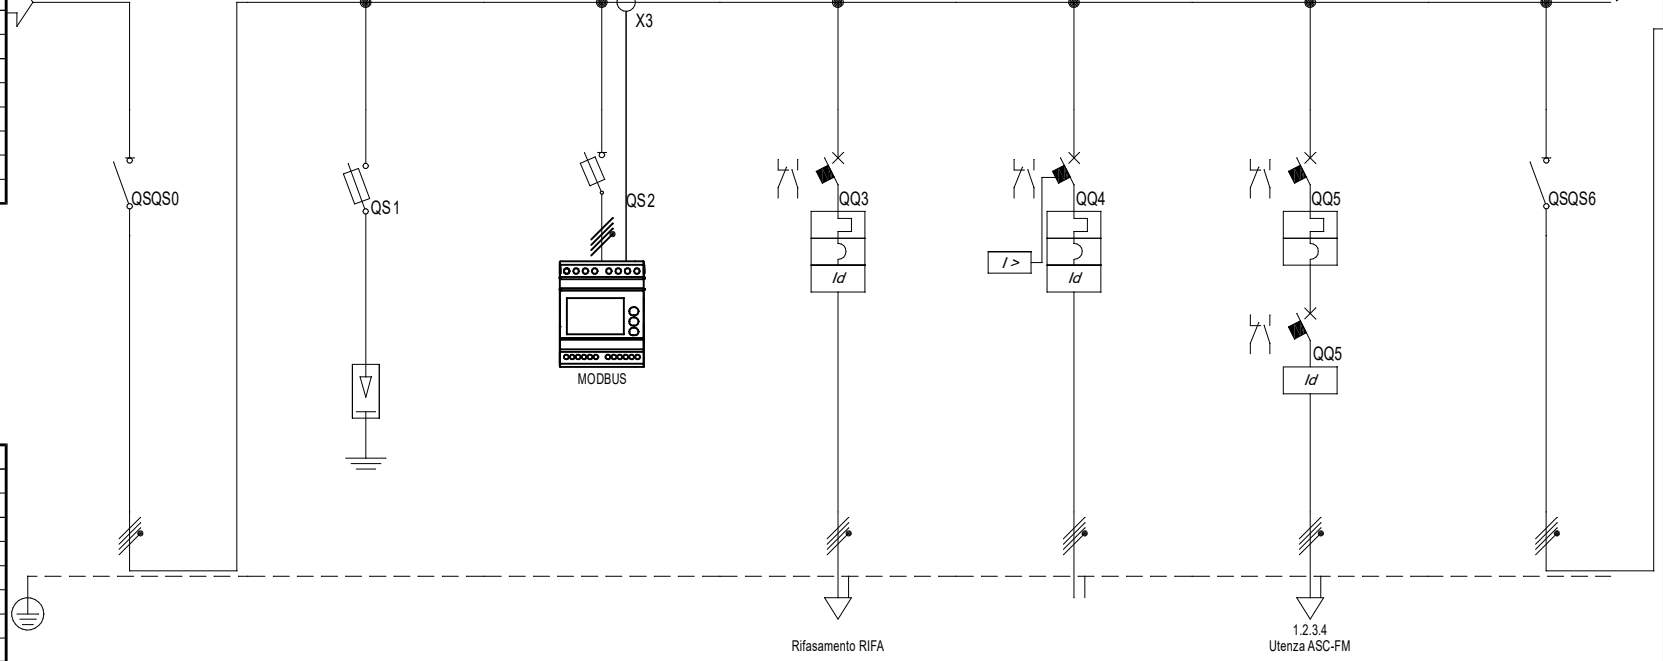 X3
QSQS0
QS1
QS2
QQ3
QQ4
QQ5
QSQS6
I >
Id
Id
QQ5
Id
MODBUS
1.2.3.4
Rifasamento RIFA
Utenza ASC-FM